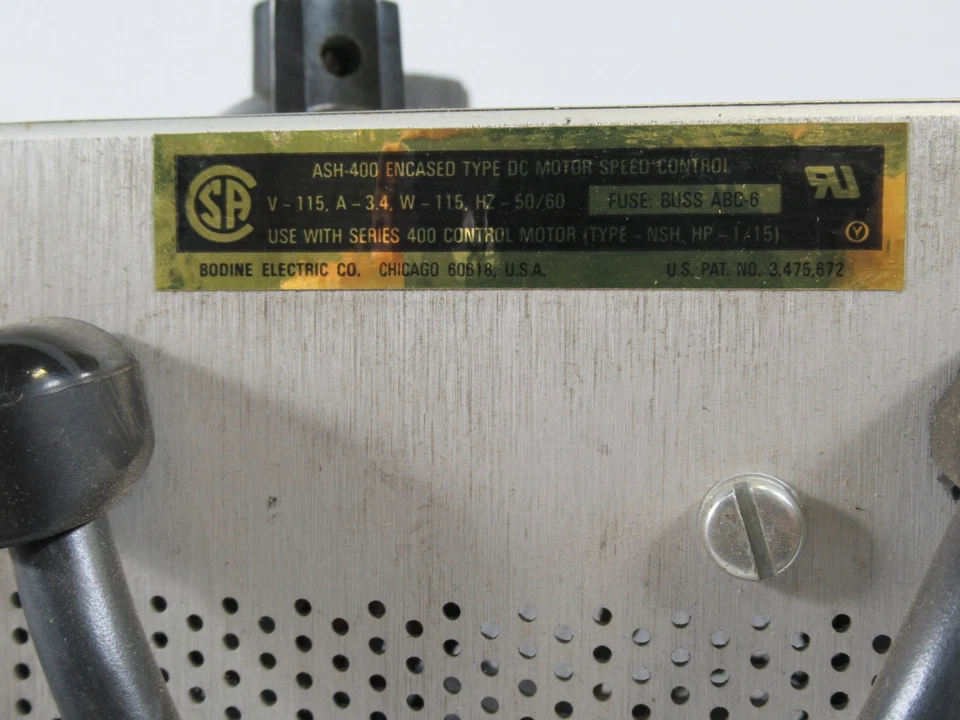 ASH-400 ENCASED TYPE DC MOTOR SPEED CONTROL
CSA V - 115, A - 3.4, W - 115, HZ - 50/60 FUSE: BUSS ABC-6 UR
USE WITH SERIES 400 CONTROL MOTOR (TYPE - NSH, HP - 1/15) Y
BODINE ELECTRIC CO. CHICAGO 60618, U.S.A. U.S. PAT. NO. 3,475,672